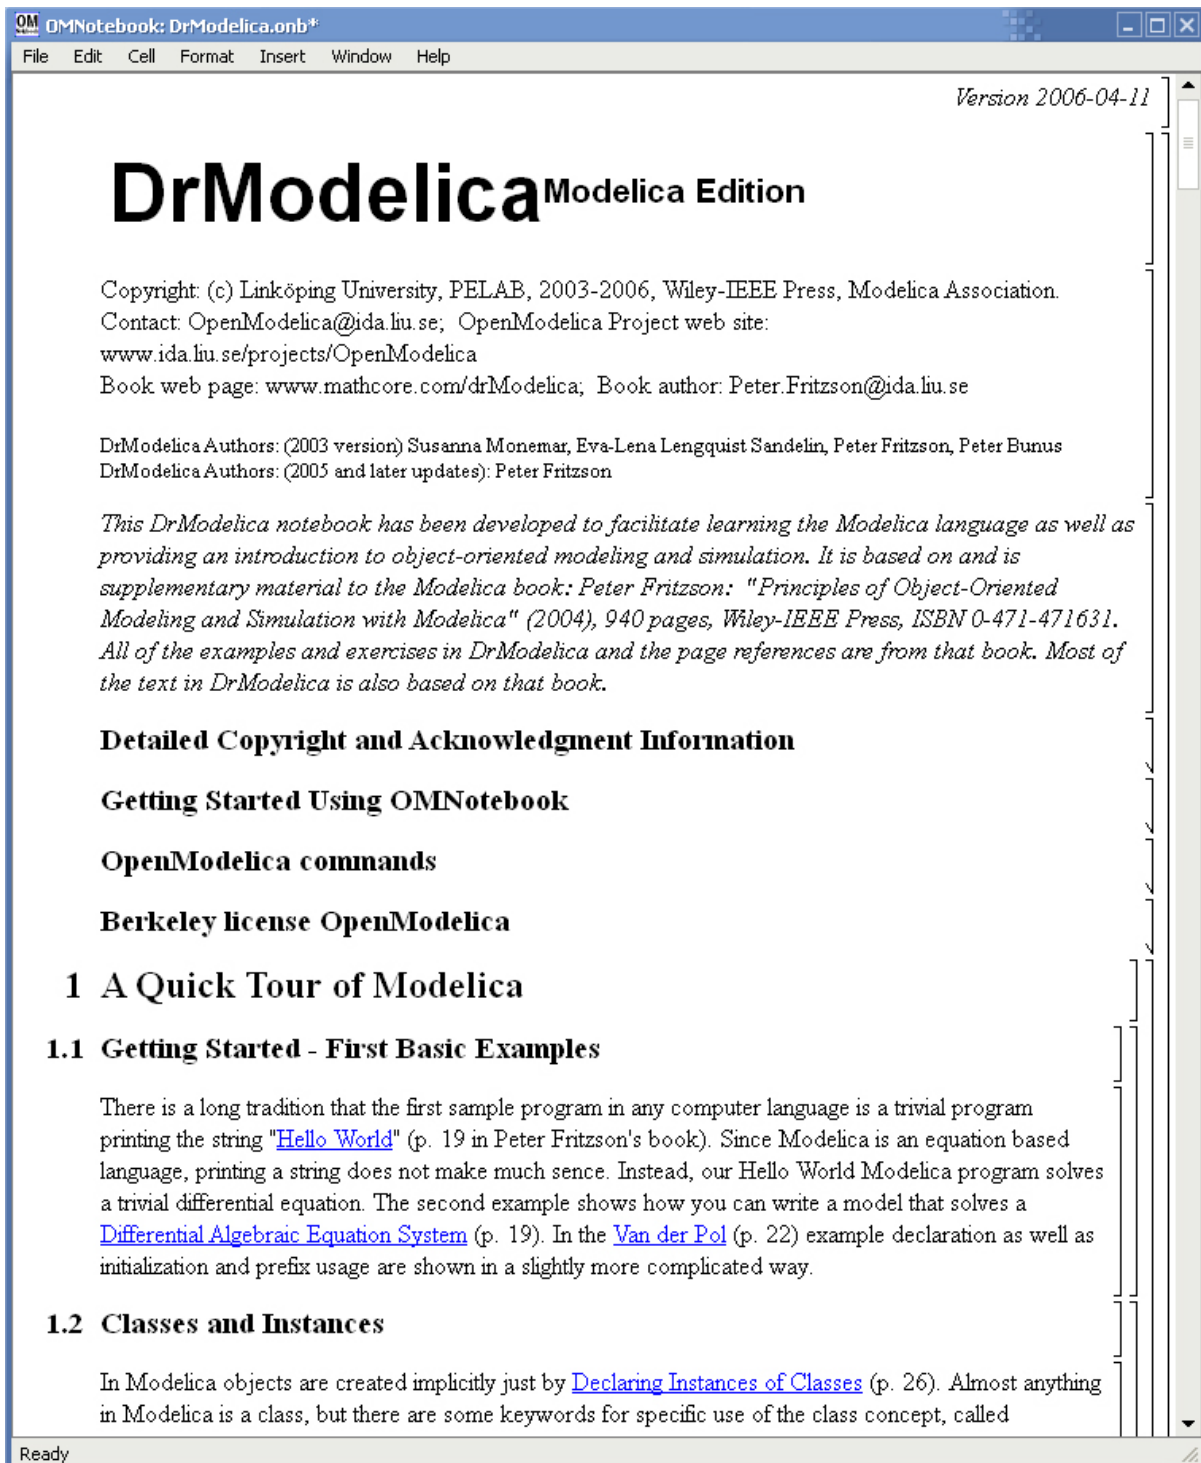 OMNotebook: DrModelica.onb*
File Edit Cell Format Insert Window Help
Version 2006-04-11
DrModelica Modelica Edition
Copyright: (c) Linköping University, PELAB, 2003-2006, Wiley-IEEE Press, Modelica Association.
Contact: OpenModelica@ida.liu.se; OpenModelica Project web site:
www.ida.liu.se/projects/OpenModelica
Book web page: www.mathcore.com/drModelica; Book author: Peter.Fritzson@ida.liu.se
DrModelica Authors: (2003 version) Susanna Monemar, Eva-Lena Lengquist Sandelin, Peter Fritzson, Peter Bunus
DrModelica Authors: (2005 and later updates): Peter Fritzson
This DrModelica notebook has been developed to facilitate learning the Modelica language as well as
providing an introduction to object-oriented modeling and simulation. It is based on and is
supplementary material to the Modelica book: Peter Fritzson: "Principles of Object-Oriented
Modeling and Simulation with Modelica" (2004), 940 pages, Wiley-IEEE Press, ISBN 0-471-471631.
All of the examples and exercises in DrModelica and the page references are from that book. Most of
the text in DrModelica is also based on that book.
Detailed Copyright and Acknowledgment Information
Getting Started Using OMNotebook
OpenModelica commands
Berkeley license OpenModelica
1 A Quick Tour of Modelica
1.1 Getting Started - First Basic Examples
There is a long tradition that the first sample program in any computer language is a trivial program
printing the string "Hello World" (p. 19 in Peter Fritzson's book). Since Modelica is an equation based
language, printing a string does not make much sence. Instead, our Hello World Modelica program solves
a trivial differential equation. The second example shows how you can write a model that solves a
Differential Algebraic Equation System (p. 19). In the Van der Pol (p. 22) example declaration as well as
initialization and prefix usage are shown in a slightly more complicated way.
1.2 Classes and Instances
In Modelica objects are created implicitly just by Declaring Instances of Classes (p. 26). Almost anything
in Modelica is a class, but there are some keywords for specific use of the class concept, called
Ready